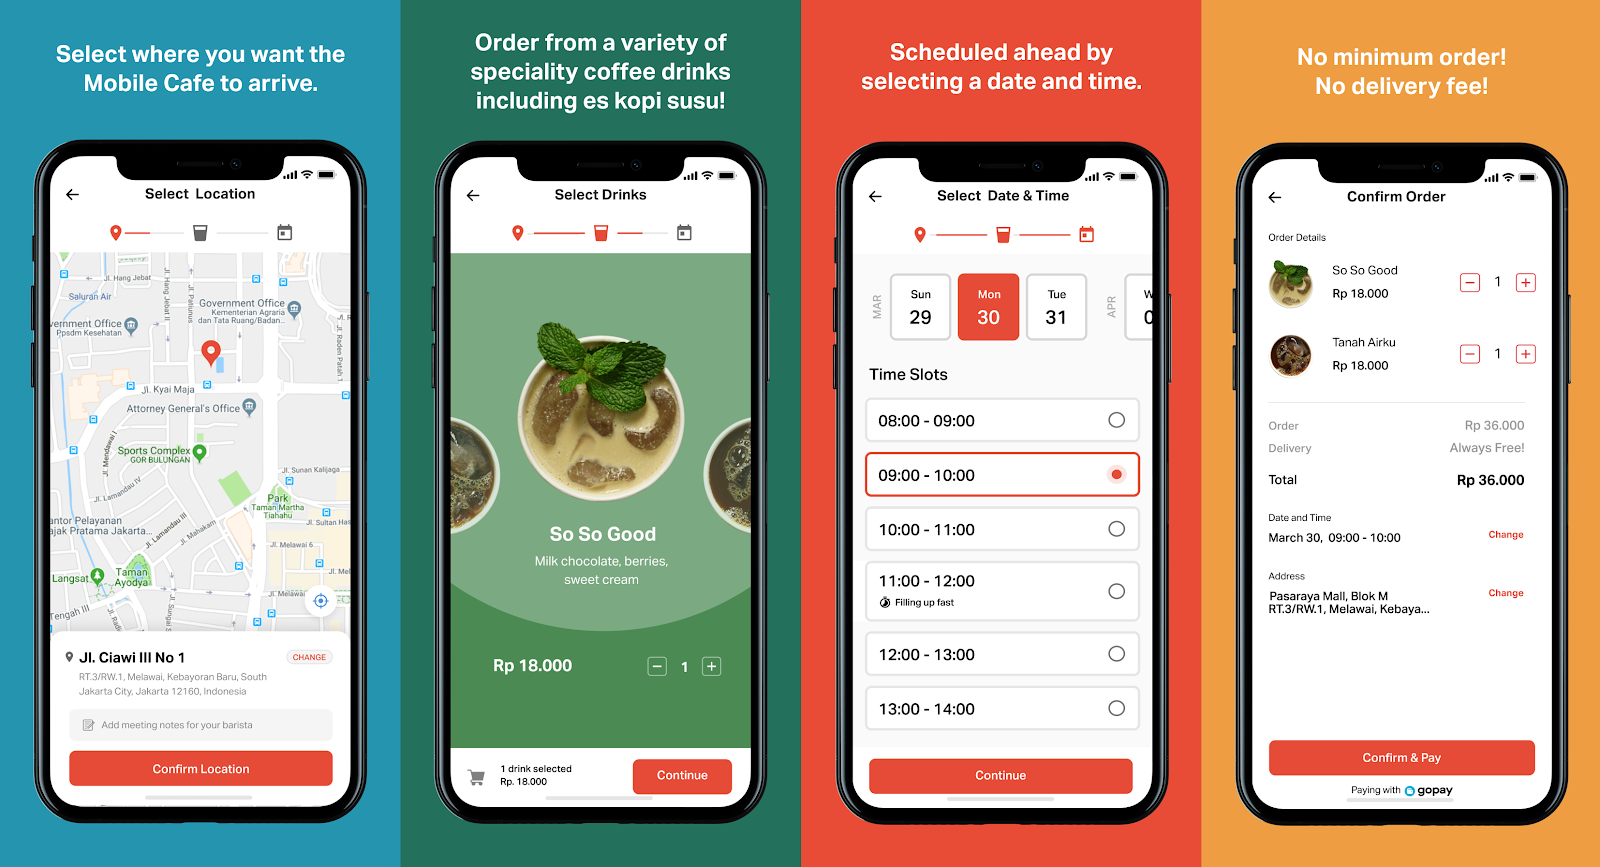 Select where you want the
Mobile Cafe to arrive.
Select Location
Jl. Hang Jebat
Saluran Air
Jl. Hang Jebat II
Jl. Patiunus
Government Office
Kementerian Agraria
dan Tata Ruang/Badan...
vernment Office
Ppsdm Kesehatan
Jl. Raden Patah 1
Jl. Kyai Maja
Attorney General's Office
Jl. Mendawai I
Sports Complex
GOR BULUNGAN
Jl. Sunan Kalijaga
Jl. Lamandau IV
Park
Taman Martha
Tiahahu
Jl. Sultan Has
antor Pelayanan
ajak Pratama Jakarta...
Jl. Lamandau III
Jl. Mahakam
Jl. Melawai 6
Langsat
Taman
Ayodya
Jl. Mel
Tengah III
Jl. Ciawi III No 1
CHANGE
RT.3/RW.1, Melawai, Kebayoran Baru, South
Jakarta City, Jakarta 12160, Indonesia
Add meeting notes for your barista
Confirm Location
Order from a variety of
speciality coffee drinks
including es kopi susu!
Select Drinks
So So Good
Milk chocolate, berries,
sweet cream
Rp 18.000
1
1 drink selected
Rp. 18.000
Continue
Scheduled ahead by
selecting a date and time.
Select Date & Time
MAR
Sun
29
Mon
30
Tue
31
APR
W
0
Time Slots
08:00 - 09:00
09:00 - 10:00
10:00 - 11:00
11:00 - 12:00
Filling up fast
12:00 - 13:00
13:00 - 14:00
Continue
No minimum order!
No delivery fee!
Confirm Order
Order Details
So So Good
Rp 18.000
1
Tanah Airku
Rp 18.000
1
Order Rp 36.000
Delivery Always Free!
Total Rp 36.000
Date and Time
March 30, 09:00 - 10:00
Change
Address
Pasaraya Mall, Blok M
RT.3/RW.1, Melawai, Kebaya...
Change
Confirm & Pay
Paying with gopay